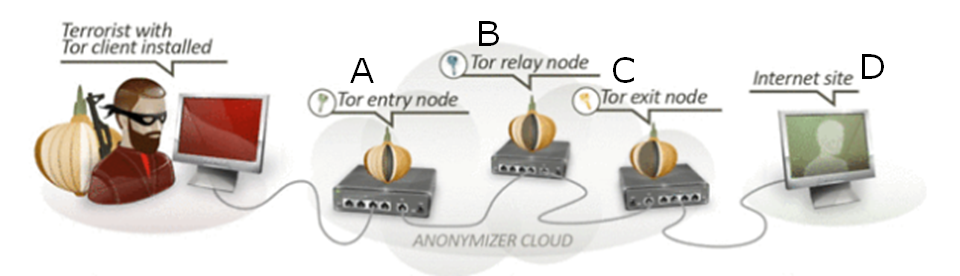 Terrorist with
Tor client installed
A
Tor entry node
B
Tor relay node
C
Tor exit node
Internet site D
ANONYMIZER CLOUD